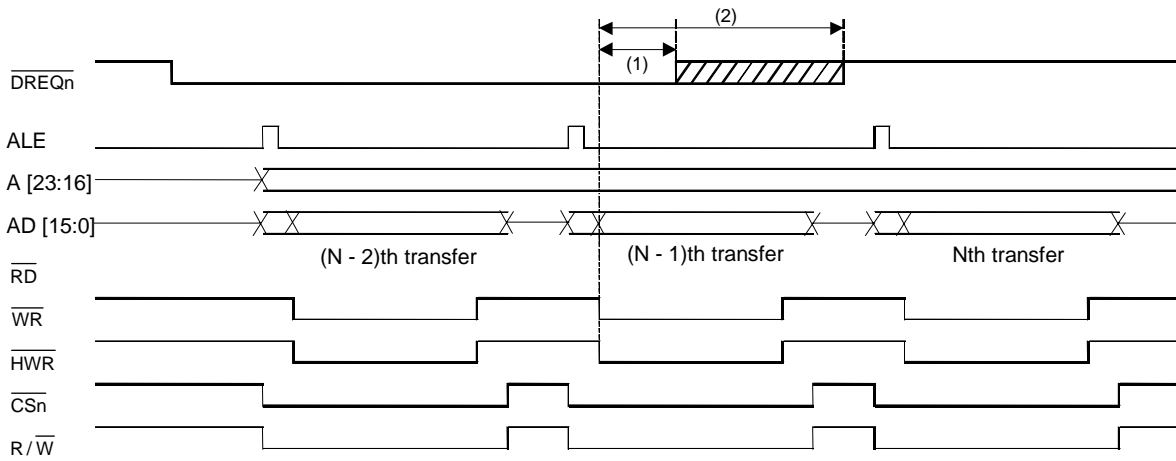 (2)
(1)
DREQn
ALE
A [23:16]
AD [15:0]
(N - 2)th transfer
(N - 1)th transfer
Nth transfer
RD
WR
HWR
CSn
R / W